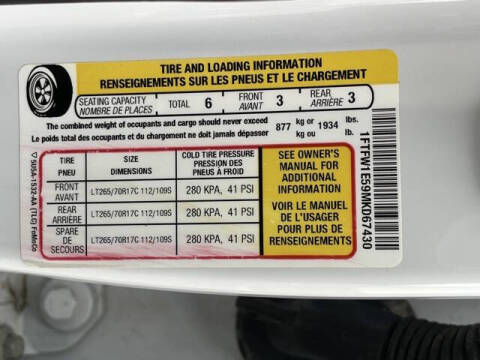 TIRE AND LOADING INFORMATION
RENSEIGNEMENTS SUR LES PNEUS ET LE CHARGEMENT
SEATING CAPACITY
NOMBRE DE PLACES
TOTAL 6
FRONT
AVANT 3
REAR
ARRIÈRE 3
The combined weight of occupants and cargo should never exceed
Le poids total des occupants et du chargement ne doit jamais dépasser
877 kg or
kg ou 1934 lbs.
lb.
TIRE
PNEU
SIZE
DIMENSIONS
COLD TIRE PRESSURE
PRESSION DES
PNEUS À FROID
FRONT
AVANT
LT265/70R17C 112/109S
280 KPA, 41 PSI
REAR
ARRIÈRE
LT265/70R17C 112/109S
280 KPA, 41 PSI
SPARE
DE
SECOURS
LT265/70R17C 112/109S
280 KPA, 41 PSI
SEE OWNER'S
MANUAL FOR
ADDITIONAL
INFORMATION
VOIR LE MANUEL
DE L'USAGER
POUR PLUS DE
RENSEIGNEMENTS
5U5A-1532-AA (TLC) FoMoCo
1FTFW1E59MKD67430